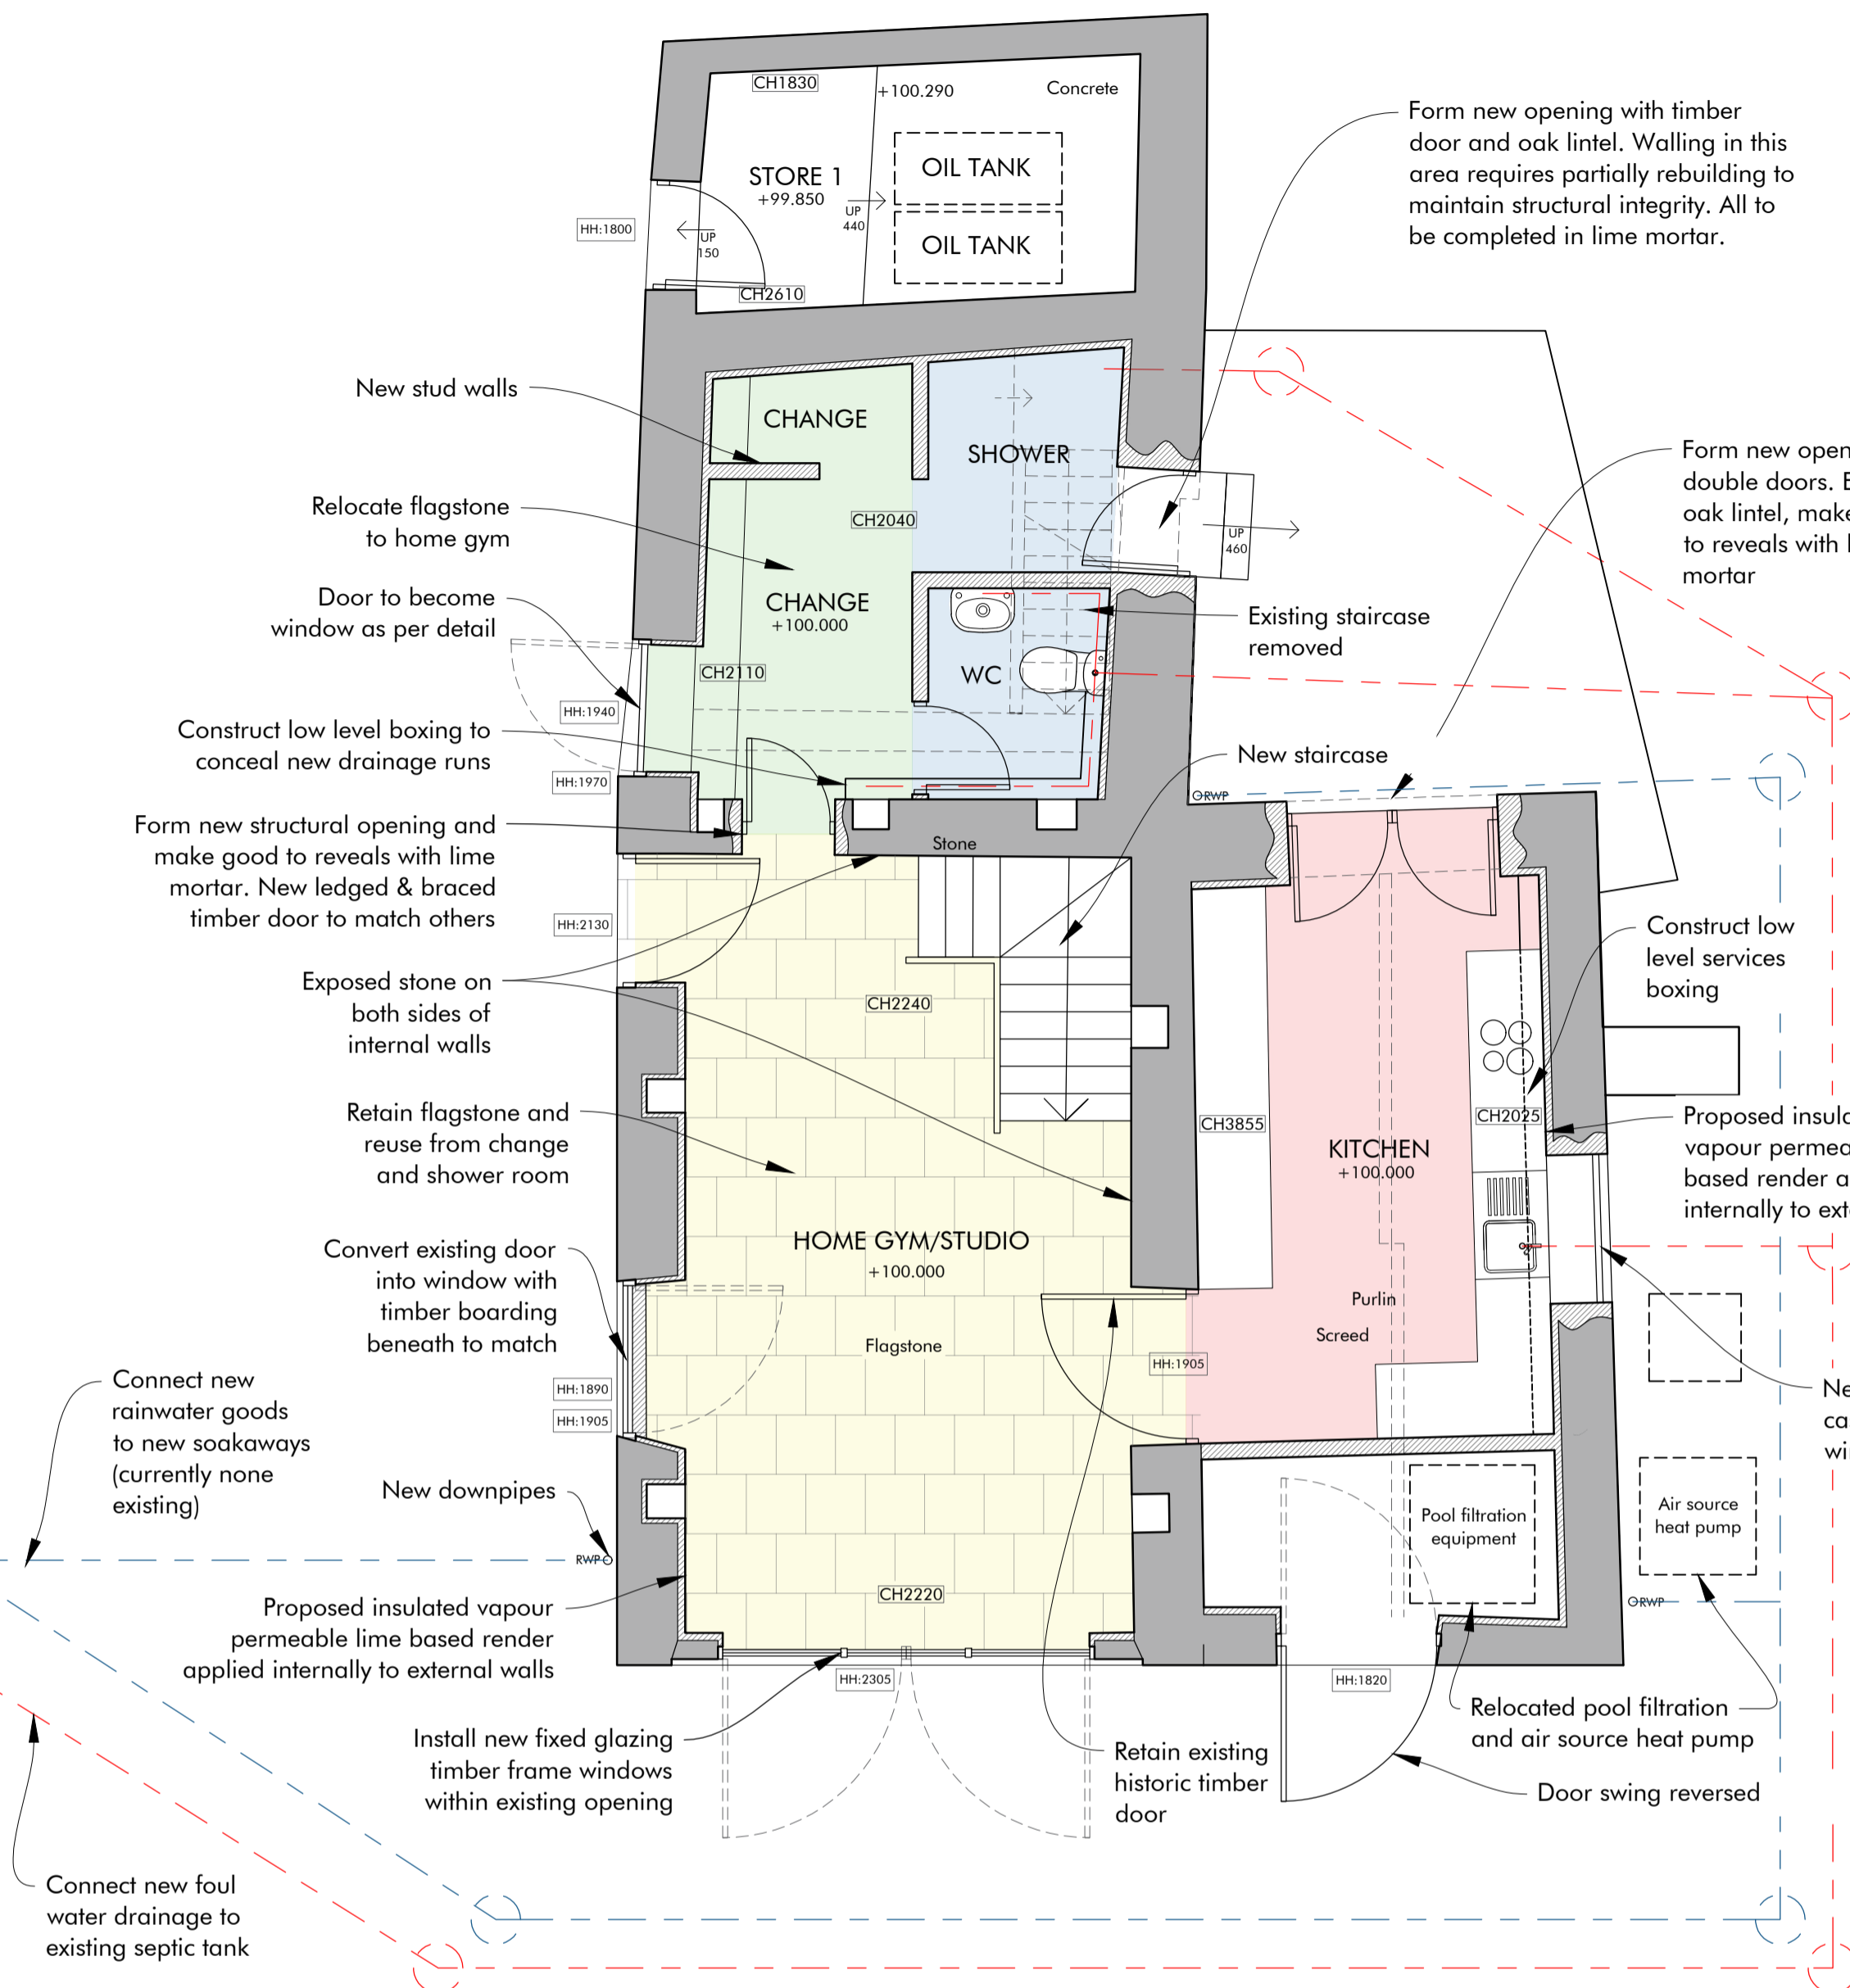 CH1830
+100.290
Concrete
OIL TANK
STORE 1
+99.850
UP
440
OIL TANK
HH:1800
UP
150
CH2610
Form new opening with timber
door and oak lintel. Walling in this
area requires partially rebuilding to
maintain structural integrity. All to
be completed in lime mortar.
New stud walls
CHANGE
SHOWER
Form new open
double doors. E
oak lintel, make
to reveals with l
mortar
Relocate flagstone
to home gym
CH2040
UP
460
Door to become
window as per detail
CHANGE
+100.000
Existing staircase
removed
CH2110
WC
HH:1940
Construct low level boxing to
conceal new drainage runs
New staircase
HH:1970
RWP
Form new structural opening and
make good to reveals with lime
mortar. New ledged & braced
timber door to match others
Stone
HH:2130
Construct low
level services
boxing
Exposed stone on
both sides of
internal walls
CH2240
Retain flagstone and
reuse from change
and shower room
CH3855
CH2025
KITCHEN
+100.000
Proposed insula
vapour permea
based render a
internally to exte
HOME GYM/STUDIO
+100.000
Convert existing door
into window with
timber boarding
beneath to match
Purlin
Screed
Flagstone
HH:1905
HH:1890
HH:1905
Connect new
rainwater goods
to new soakaways
(currently none
existing)
Ne
ca
wi
New downpipes
RWP
Pool filtration
equipment
Air source
heat pump
CH2220
RWP
Proposed insulated vapour
permeable lime based render
applied internally to external walls
HH:2305
HH:1820
Install new fixed glazing
timber frame windows
within existing opening
Retain existing
historic timber
door
Relocated pool filtration
and air source heat pump
Door swing reversed
Connect new foul
water drainage to
existing septic tank